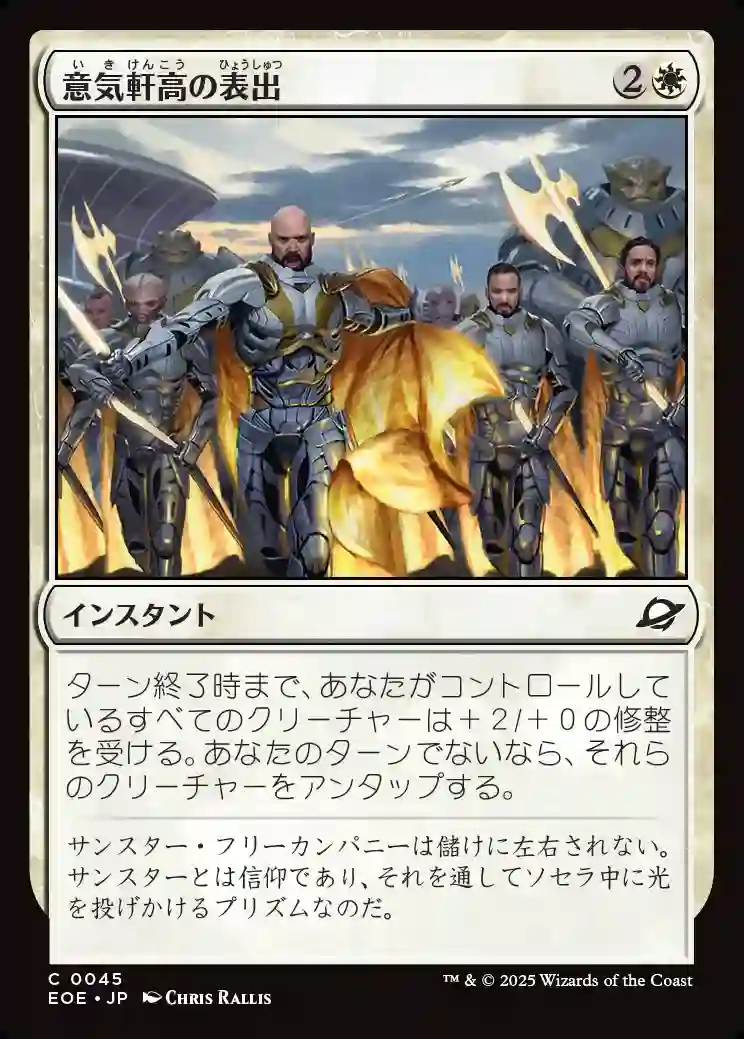 いきけんこう ひょうしゅつ
意気軒高の表出 2
インスタント
ターン終了時まで、あなたがコントロールして
いるすべてのクリーチャーは+2/+0の修整
を受ける。あなたのターンでないなら、それら
のクリーチャーをアンタップする。
サンスター・フリーカンパニーは儲けに左右されない。
サンスターとは信仰であり、それを通してソセラ中に光
を投げかけるプリズムなのだ。
C 0045
EOE • JP Chris Rallis
™ & © 2025 Wizards of the Coast